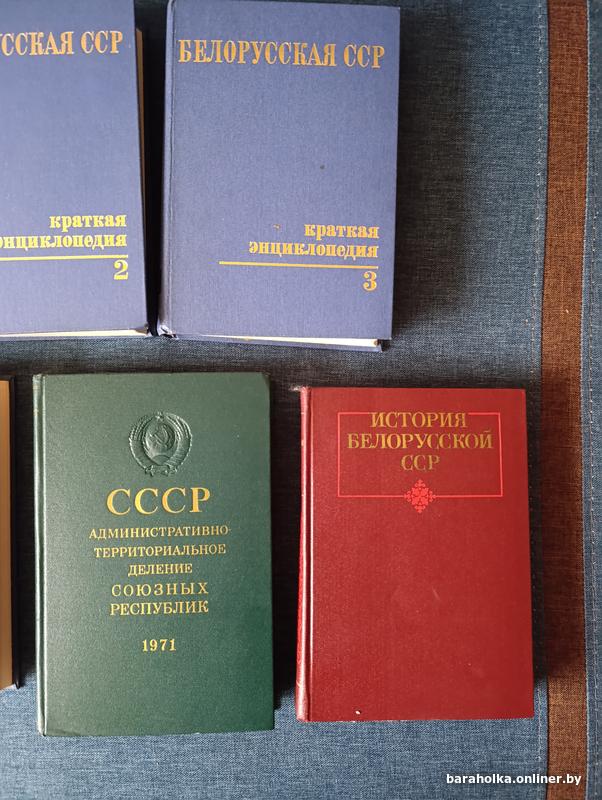 УССКАЯ ССР
краткая
энциклопедия
2
БЕЛОРУССКАЯ ССР
краткая
энциклопедия
3
СССР
АДМИНИСТРАТИВНО-
ТЕРРИТОРИАЛЬНОЕ
ДЕЛЕНИЕ
СОЮЗНЫХ
РЕСПУБЛИК
1971
ИСТОРИЯ
БЕЛОРУССКОЙ
ССР
baraholka.onliner.by